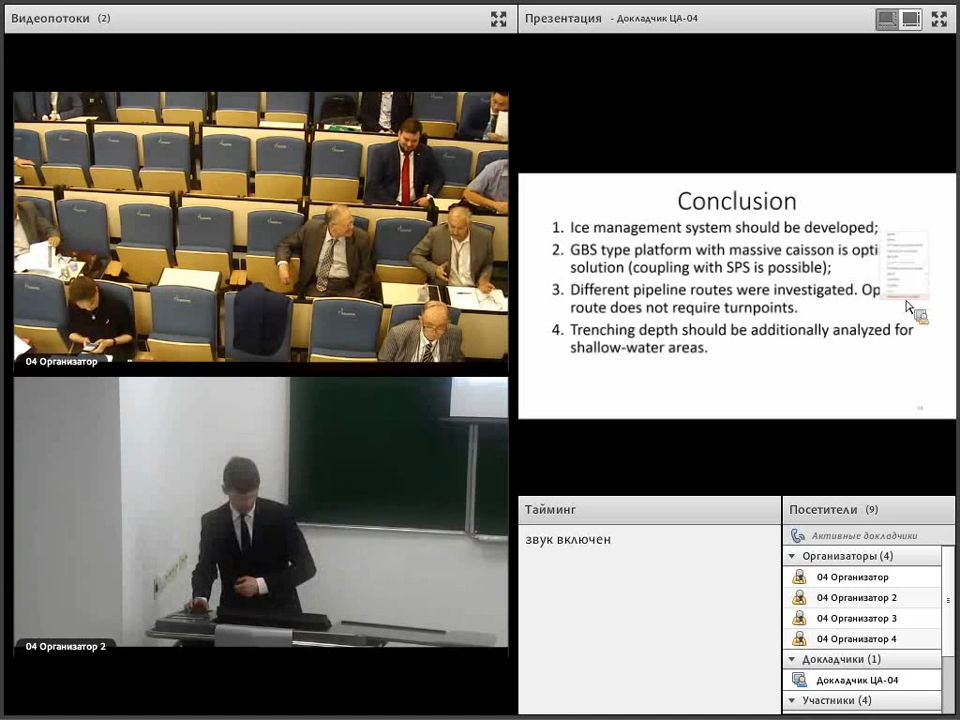 Видеопотоки (2)
Презентация - Докладчик ЦА-04
04 Организатор
04 Организатор 2
Conclusion
1. Ice management system should be developed;
2. GBS type platform with massive caisson is opti
solution (coupling with SPS is possible);
3. Different pipeline routes were investigated. Op
route does not require turnpoints.
4. Trenching depth should be additionally analyzed for
shallow-water areas.
Тайминг
звук включен
Посетители (9)
Активные докладчики
Организаторы (4)
04 Организатор
04 Организатор 2
04 Организатор 3
04 Организатор 4
Докладчики (1)
Докладчик ЦА-04
Участники (4)